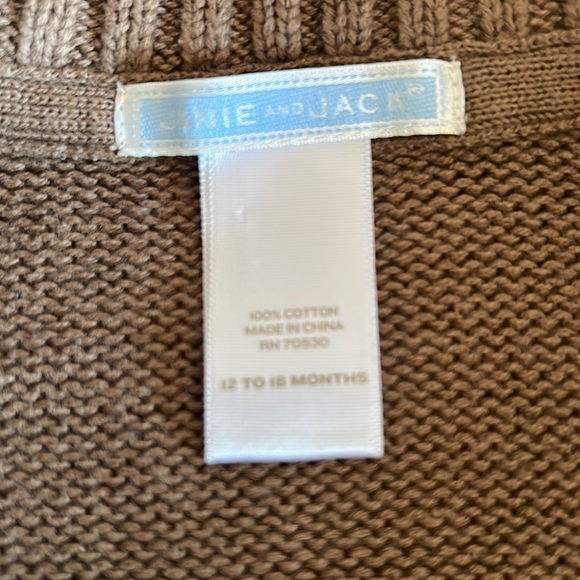 JANIE AND JACK®
100% COTTON
MADE IN CHINA
RN 70530
12 TO 18 MONTHS